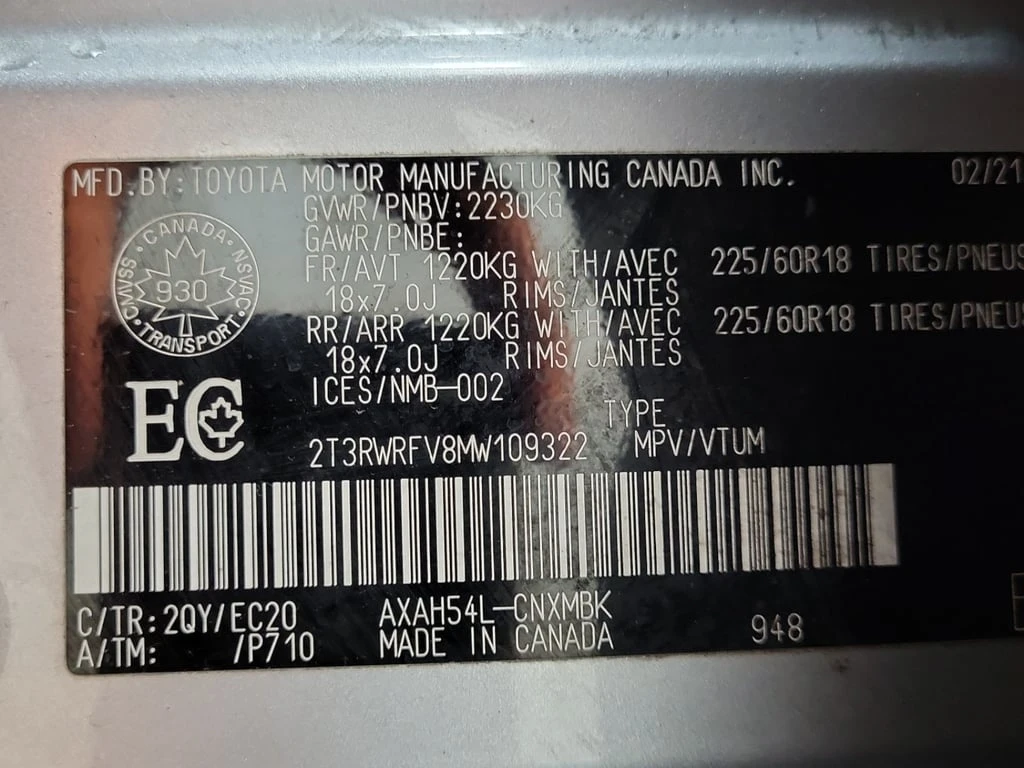 MFD.BY:TOYOTA MOTOR MANUFACTURING CANADA INC. 02/21
GVWR/PNBV:2230KG
GAWR/PNBE:
FR/AVT 1220KG WITH/AVEC 225/60R18 TIRES/PNEUS
18x7.0J RIMS/JANTES
RR/ARR 1220KG WITH/AVEC 225/60R18 TIRES/PNEUS
18x7.0J RIMS/JANTES
ICES/NMB-002
CANADA
CMVSS
NSVAC
930
TRANSPORT
EC
TYPE
2T3RWRFV8MW109322 MPV/VTUM
C/TR:2QY/EC20 AXAH54L-CNXMBK
A/TM: /P710 MADE IN CANADA 948